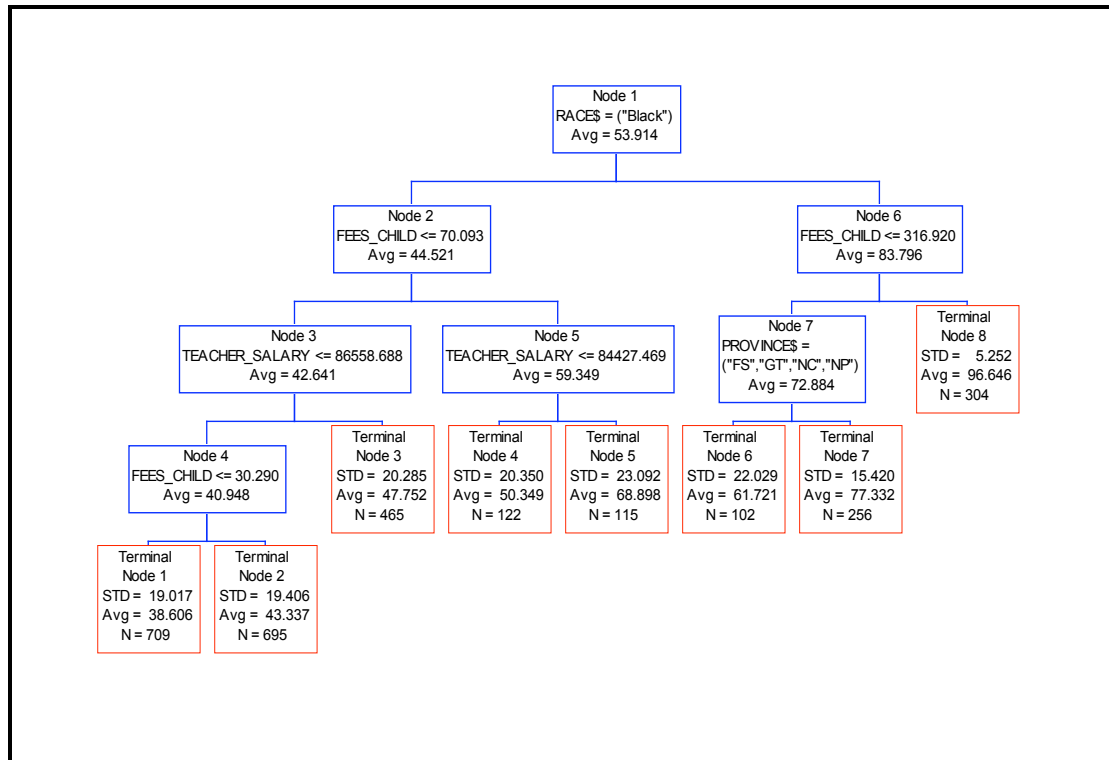 Node 1
RACE$ = ("Black")
Avg = 53.914
Node 2
FEES_CHILD <= 70.093
Avg = 44.521
Node 6
FEES_CHILD <= 316.920
Avg = 83.796
Node 3
TEACHER_SALARY <= 86558.688
Avg = 42.641
Node 5
TEACHER_SALARY <= 84427.469
Avg = 59.349
Node 7
PROVINCE$ =
("FS","GT","NC","NP")
Avg = 72.884
Terminal
Node 8
STD = 5.252
Avg = 96.646
N = 304
Node 4
FEES_CHILD <= 30.290
Avg = 40.948
Terminal
Node 3
STD = 20.285
Avg = 47.752
N = 465
Terminal
Node 4
STD = 20.350
Avg = 50.349
N = 122
Terminal
Node 5
STD = 23.092
Avg = 68.898
N = 115
Terminal
Node 6
STD = 22.029
Avg = 61.721
N = 102
Terminal
Node 7
STD = 15.420
Avg = 77.332
N = 256
Terminal
Node 1
STD = 19.017
Avg = 38.606
N = 709
Terminal
Node 2
STD = 19.406
Avg = 43.337
N = 695